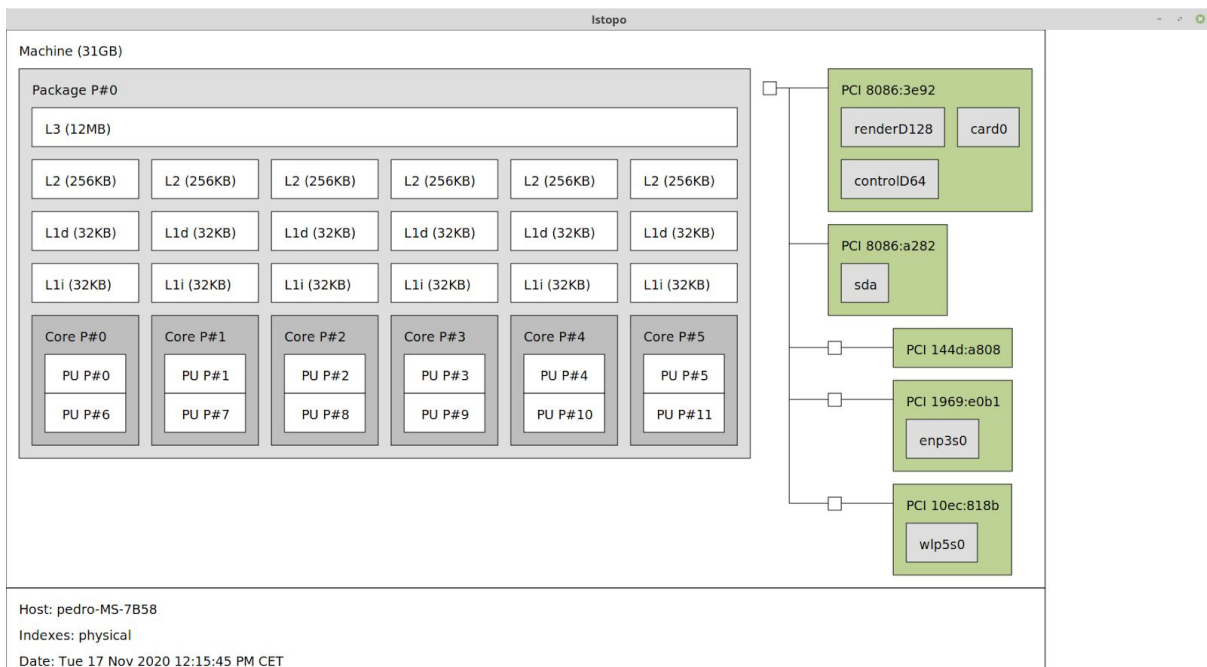 lstopo
Machine (31GB)
Package P#0
L3 (12MB)
L2 (256KB) L2 (256KB) L2 (256KB) L2 (256KB) L2 (256KB) L2 (256KB)
L1d (32KB) L1d (32KB) L1d (32KB) L1d (32KB) L1d (32KB) L1d (32KB)
L1i (32KB) L1i (32KB) L1i (32KB) L1i (32KB) L1i (32KB) L1i (32KB)
Core P#0 Core P#1 Core P#2 Core P#3 Core P#4 Core P#5
PU P#0 PU P#1 PU P#2 PU P#3 PU P#4 PU P#5
PU P#6 PU P#7 PU P#8 PU P#9 PU P#10 PU P#11
PCI 8086:3e92
renderD128 card0
controlD64
PCI 8086:a282
sda
PCI 144d:a808
PCI 1969:e0b1
enp3s0
PCI 10ec:818b
wlp5s0
Host: pedro-MS-7B58
Indexes: physical
Date: Tue 17 Nov 2020 12:15:45 PM CET